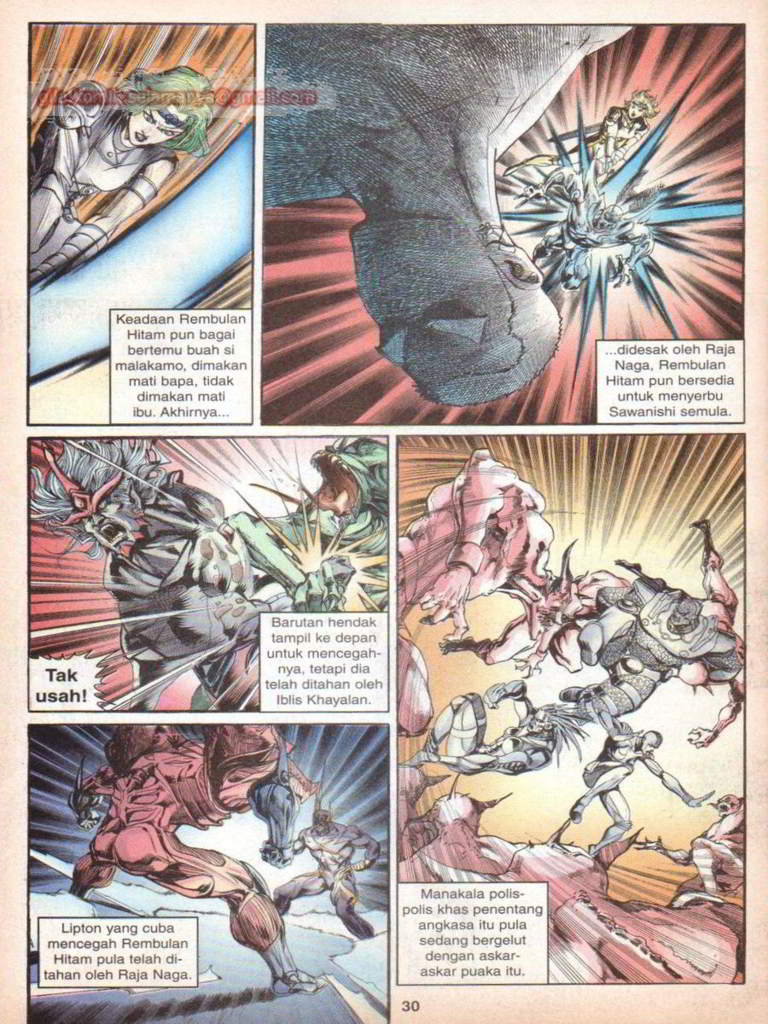 Keadaan Rembulan
Hitam pun bagai
bertemu buah si
malakamo, dimakan
mati bapa, tidak
dimakan mati
ibu. Akhirnya...
...didesak oleh Raja
Naga, Rembulan
Hitam pun bersedia
untuk menyerbu
Sawanishi semula.
Tak
usah!
Barutan hendak
tampil ke depan
untuk mencegah-
nya, tetapi dia
telah ditahan oleh
Iblis Khayalan.
Lipton yang cuba
mencegah Rembulan
Hitam pula telah di-
tahan oleh Raja Naga.
Manakala polis-
polis khas penentang
angkasa itu pula
sedang bergelut
dengan askar-
askar puaka itu.
30